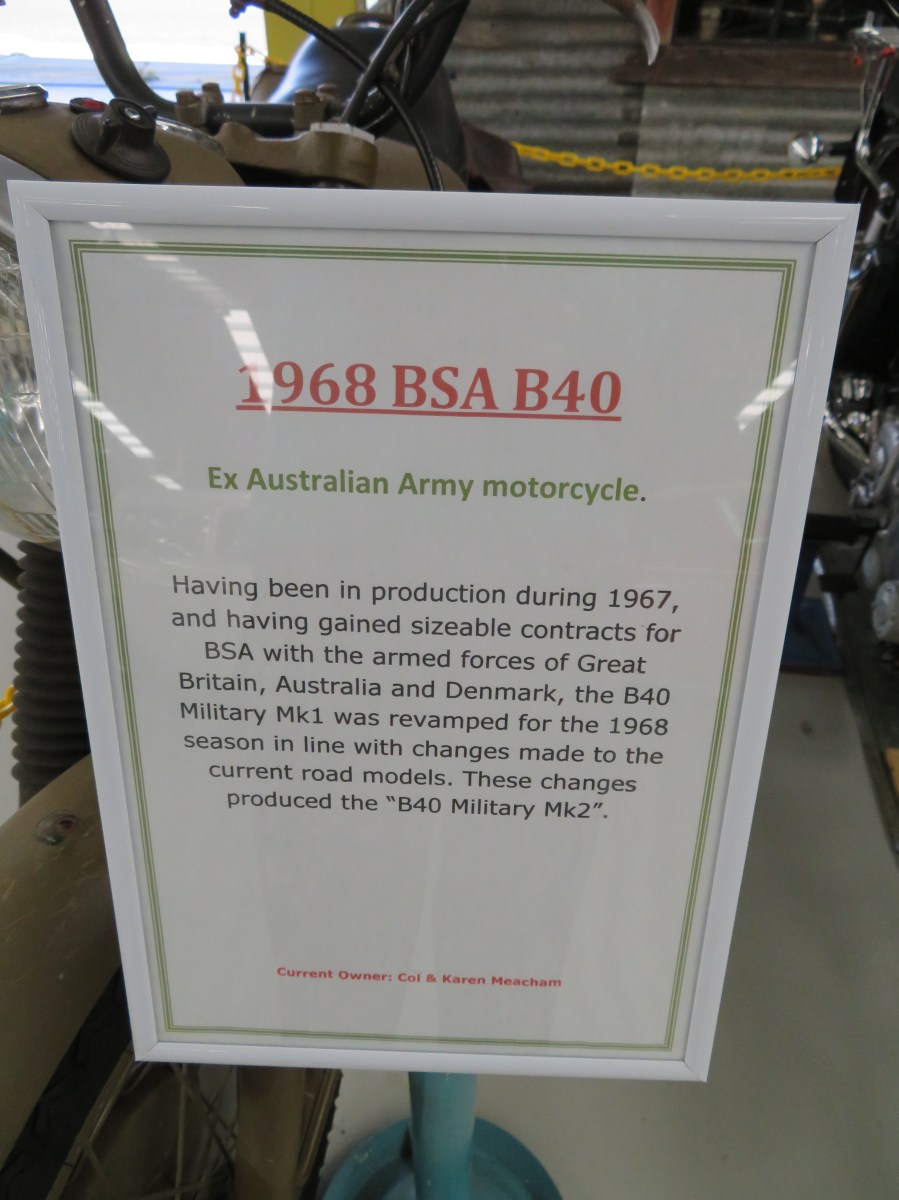 1968 BSA B40
Ex Australian Army motorcycle.
Having been in production during 1967,
and having gained sizeable contracts for
BSA with the armed forces of Great
Britain, Australia and Denmark, the B40
Military Mk1 was revamped for the 1968
season in line with changes made to the
current road models. These changes
produced the “B40 Military Mk2”.
Current Owner: Col & Karen Meacham